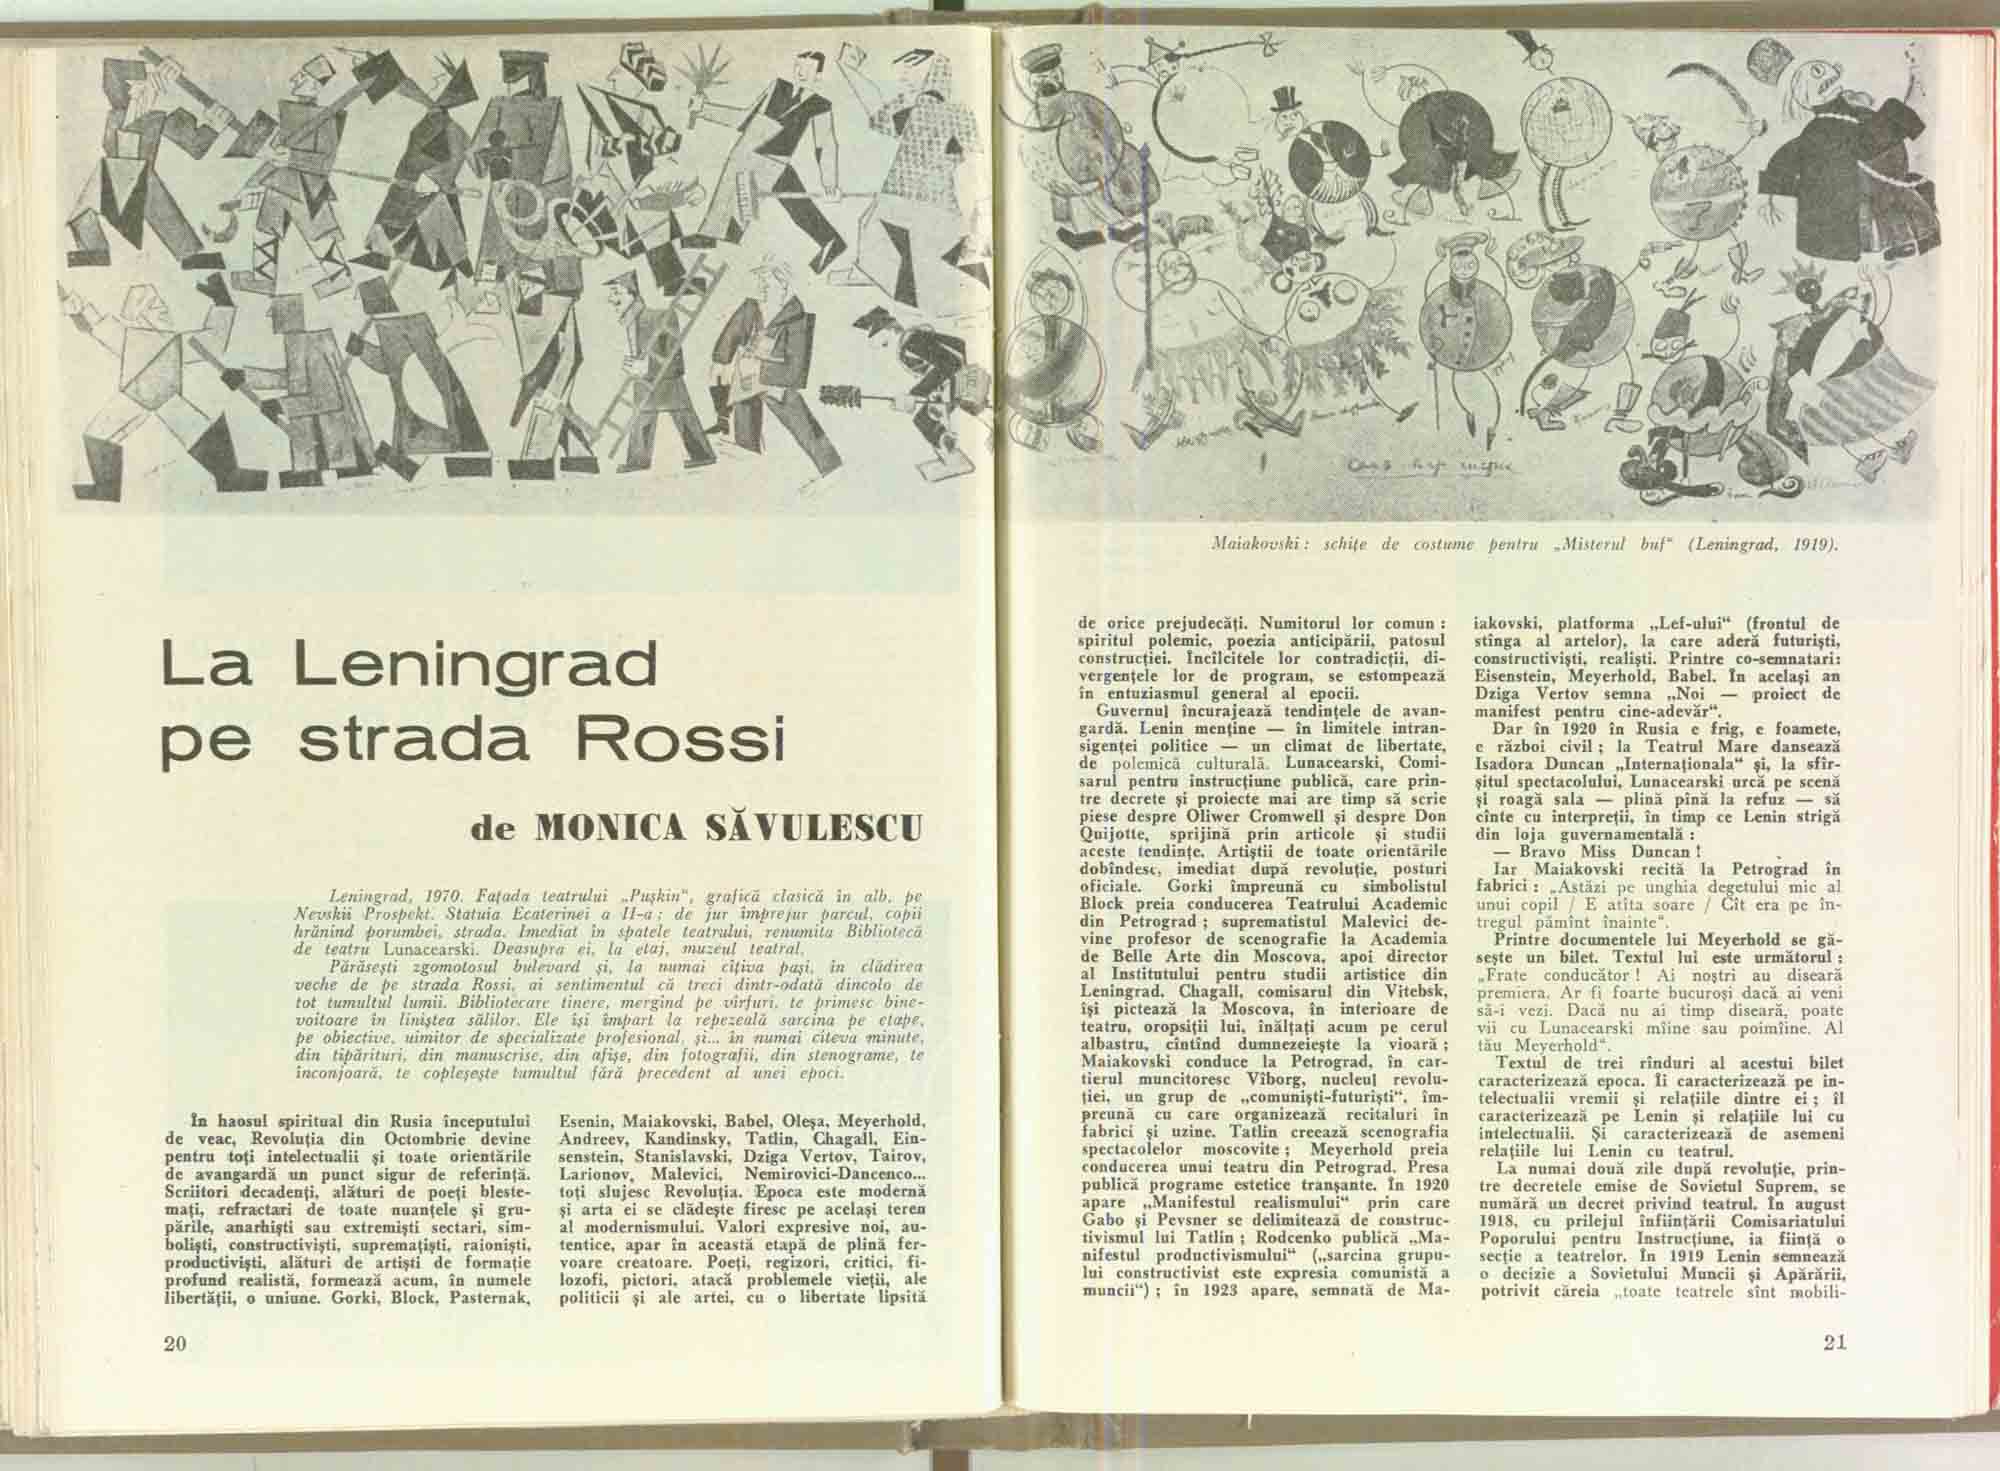 Maiakovski: schițe de costume pentru „Misterul buf“ (Leningrad, 1919).
La Leningrad
pe strada Rossi
de MONICA SĂVULESCU
Leningrad, 1970. Fațada teatrului „Pușkin“, grafică clasică în alb, pe
Nevskii Prospekt. Statuia Ecaterinei a II-a; de jur împrejur parcul, copii
hrănind porumbei, strada. Imediat în spatele teatrului, renumita Bibliotecă
de teatru Lunacearski. Deasupra ei, la etaj, muzeul teatral.
Părăsești zgomotosul bulevard și, la numai cîțiva pași, în clădirea
veche de pe strada Rossi, ai sentimentul că treci dintr-odată dincolo de
tot tumultul lumii. Bibliotecare tinere, mergînd pe vîrfuri, te primesc bine-
voitoare în liniștea sălilor. Ele își împart la repezeală sarcina pe etape,
pe obiective, uimitor de specializate profesional, și... în numai cîteva minute,
din tipărituri, din manuscrise, din afișe, din fotografii, din stenograme, te
înconjoară, te copleșește tumultul fără precedent al unei epoci.
În haosul spiritual din Rusia începutului
de veac, Revoluția din Octombrie devine
pentru toți intelectualii și toate orientările
de avangardă un punct sigur de referință.
Scriitori decadenți, alături de poeți bleste-
mați, refractari de toate nuanțele și gru-
pările, anarhiști sau extremiști sectari, sim-
boliști, constructiviști, supremațiști, raioniști,
productiviști, alături de artiști de formație
profund realistă, formează acum, în numele
libertății, o uniune. Gorki, Block, Pasternak,
Esenin, Maiakovski, Babel, Oleșa, Meyerhold,
Andreev, Kandinsky, Tatlin, Chagall, Ein-
senstein, Stanislavski, Dziga Vertov, Tairov,
Larionov, Malevici, Nemirovici-Dancenco...
toți slujesc Revoluția. Epoca este modernă
și arta ei se clădește firesc pe același teren
al modernismului. Valori expresive noi, au-
tentice, apar în această etapă de plină fer-
voare creatoare. Poeți, regizori, critici, fi-
lozofi, pictori, atacă problemele vieții, ale
politicii și ale artei, cu o libertate lipsită
20
de orice prejudecăți. Numitorul lor comun:
spiritul polemic, poezia anticipării, patosul
construcției. Încîlcitele lor contradicții, di-
vergențele lor de program, se estompează
în entuziasmul general al epocii.
Guvernul încurajează tendințele de avan-
gardă. Lenin menține — în limitele intran-
sigenței politice — un climat de libertate,
de polemică culturală. Lunacearski, Comi-
sarul pentru instrucțiune publică, care prin-
tre decrete și proiecte mai are timp să scrie
piese despre Oliwer Cromwell și despre Don
Quijotte, sprijină prin articole și studii
aceste tendințe. Artiștii de toate orientările
dobîndesc, imediat după revoluție, posturi
oficiale. Gorki împreună cu simbolistul
Block preia conducerea Teatrului Academic
din Petrograd; suprematistul Malevici de-
vine profesor de scenografie la Academia
de Belle Arte din Moscova, apoi director
al Institutului pentru studii artistice din
Leningrad. Chagall, comisarul din Vitebsk,
își pictează la Moscova, în interioare de
teatru, oropsiții lui, înălțați acum pe cerul
albastru, cîntînd dumnezeiește la vioară;
Maiakovski conduce la Petrograd, în car-
tierul muncitoresc Vîborg, nucleul revolu-
ției, un grup de „comuniști-futuriști“, îm-
preună cu care organizează recitaluri în
fabrici și uzine. Tatlin creează scenografia
spectacolelor moscovite; Meyerhold preia
conducerea unui teatru din Petrograd. Presa
publică programe estetice tranșante. În 1920
apare „Manifestul realismului“ prin care
Gabo și Pevsner se delimitează de construc-
tivismul lui Tatlin; Rodcenko publică „Ma-
nifestul productivismului“ („sarcina grupu-
lui constructivist este expresia comunistă a
muncii“); în 1923 apare, semnată de Ma-
iakovski, platforma „Lef-ului“ (frontul de
stînga al artelor), la care aderă futuriști,
constructiviști, realiști. Printre co-semnatari:
Eisenstein, Meyerhold, Babel. În același an
Dziga Vertov semna „Noi — proiect de
manifest pentru cine-adevăr“.
Dar în 1920 în Rusia e frig, e foamete,
e război civil; la Teatrul Mare dansează
Isadora Duncan „Internaționala“ și, la sfîr-
șitul spectacolului, Lunacearski urcă pe scenă
și roagă sala — plină pînă la refuz — să
cînte cu interpreții, în timp ce Lenin strigă
din loja guvernamentală:
— Bravo Miss Duncan!
Iar Maiakovski recită la Petrograd în
fabrici: „Astăzi pe unghia degetului mic al
unui copil / E atîta soare / Cît era pe în-
tregul pămînt înainte“.
Printre documentele lui Meyerhold se gă-
sește un bilet. Textul lui este următorul:
„Frate conducător! Ai noștri au diseară
premiera. Ar fi foarte bucuroși dacă ai veni
să-i vezi. Dacă nu ai timp diseară, poate
vii cu Lunacearski mîine sau poimîine. Al
tău Meyerhold“.
Textul de trei rînduri al acestui bilet
caracterizează epoca. Îi caracterizează pe in-
telectualii vremii și relațiile dintre ei; îl
caracterizează pe Lenin și relațiile lui cu
intelectualii. Și caracterizează de asemeni
relațiile lui Lenin cu teatrul.
La numai două zile după revoluție, prin-
tre decretele emise de Sovietul Suprem, se
numără un decret privind teatrul. În august
1918, cu prilejul înființării Comisariatului
Poporului pentru Instrucțiune, ia ființă o
secție a teatrelor. În 1919 Lenin semnează
o decizie a Sovietului Muncii și Apărării,
potrivit căreia „toate teatrele sînt mobili-
21